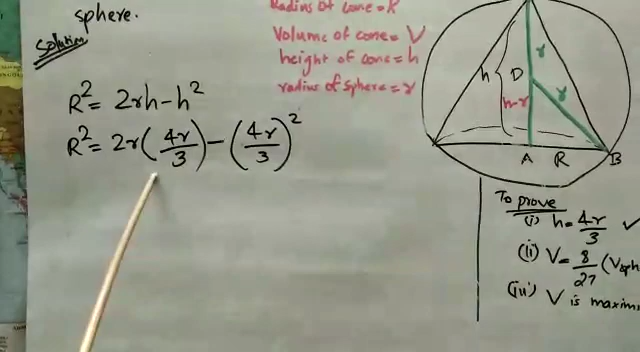 sphere.
Solution
R² = 2rh - h²
R² = 2r(4r/3) - (4r/3)²
Radius of Cone = R
Volume of cone = V
height of cone = h
radius of sphere = r
h
D
r
h-r
r
A
R
B
To prove
(i) h = 4r/3 ✓
(ii) V = 8/27 (Vsph
(iii) V is maxim